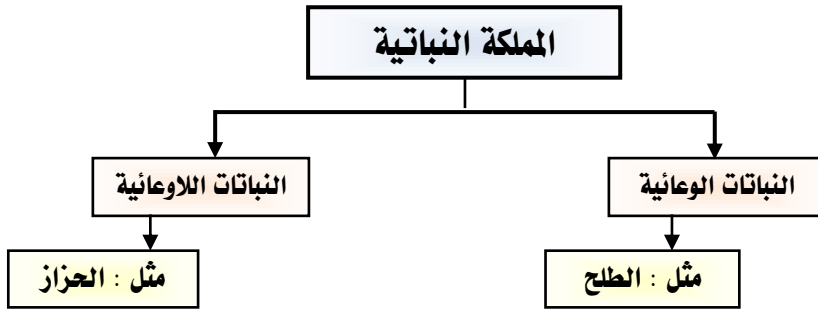 المملكة النباتية
النباتات الوعائية
النباتات اللاوعائية
مثل : الطلح
مثل : الحزاز